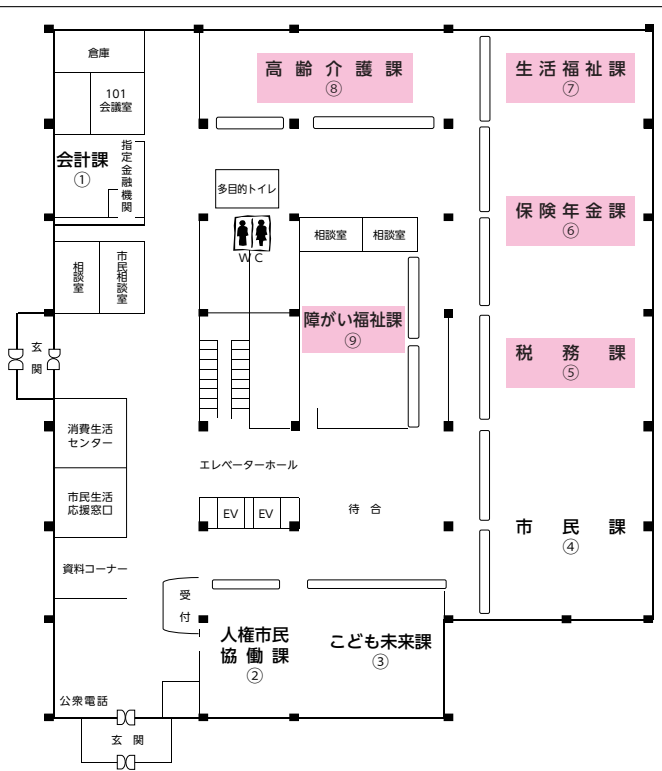 倉庫
101
会議室
会計課
①
指定金融機関
高齢介護課
⑧
生活福祉課
⑦
多目的トイレ
WC
保険年金課
⑥
相談室
相談室
相談室
市民相談室
障がい福祉課
⑨
税務課
⑤
玄関
消費生活
センター
エレベーターホール
市民生活
応援窓口
EV
EV
待合
市民課
④
資料コーナー
受付
人権市民
協働課
②
こども未来課
③
公衆電話
玄関